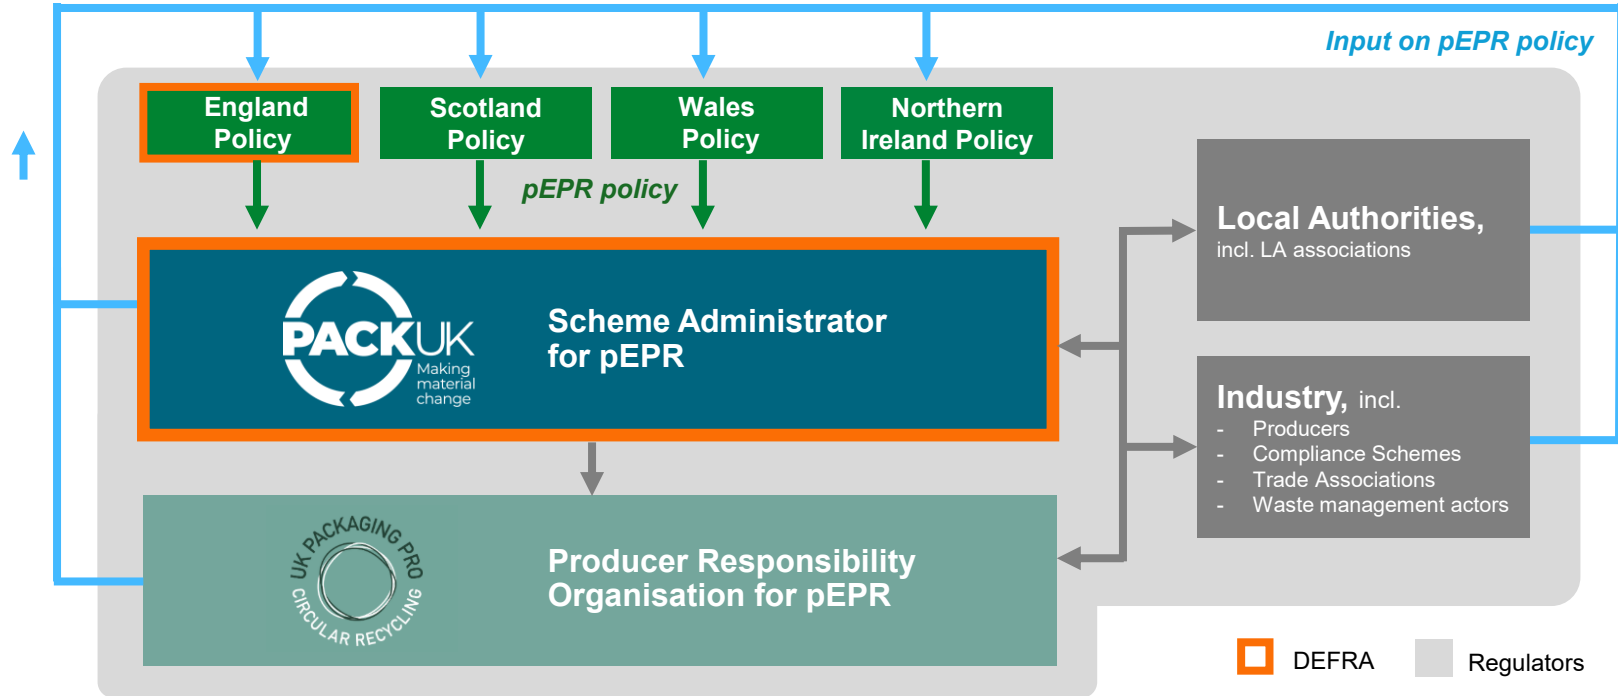 Input on pEPR policy
England
Policy
Scotland
Policy
Wales
Policy
Northern
Ireland Policy
pEPR policy
PACKUK
Making
material
change
Scheme Administrator
for pEPR
Local Authorities,
incl. LA associations
Industry, incl.
- Producers
- Compliance Schemes
- Trade Associations
- Waste management actors
UK PACKAGING PRO
CIRCULAR RECYCLING
Producer Responsibility
Organisation for pEPR
DEFRA
Regulators